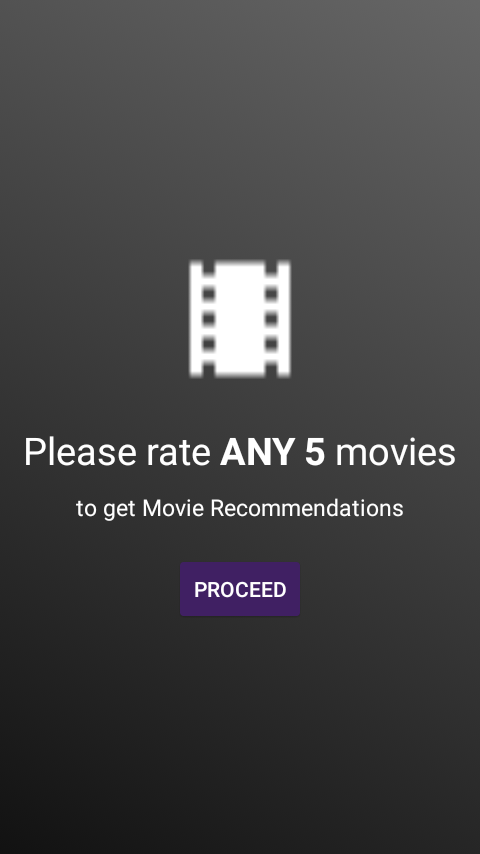 Please rate ANY 5 movies
to get Movie Recommendations
PROCEED